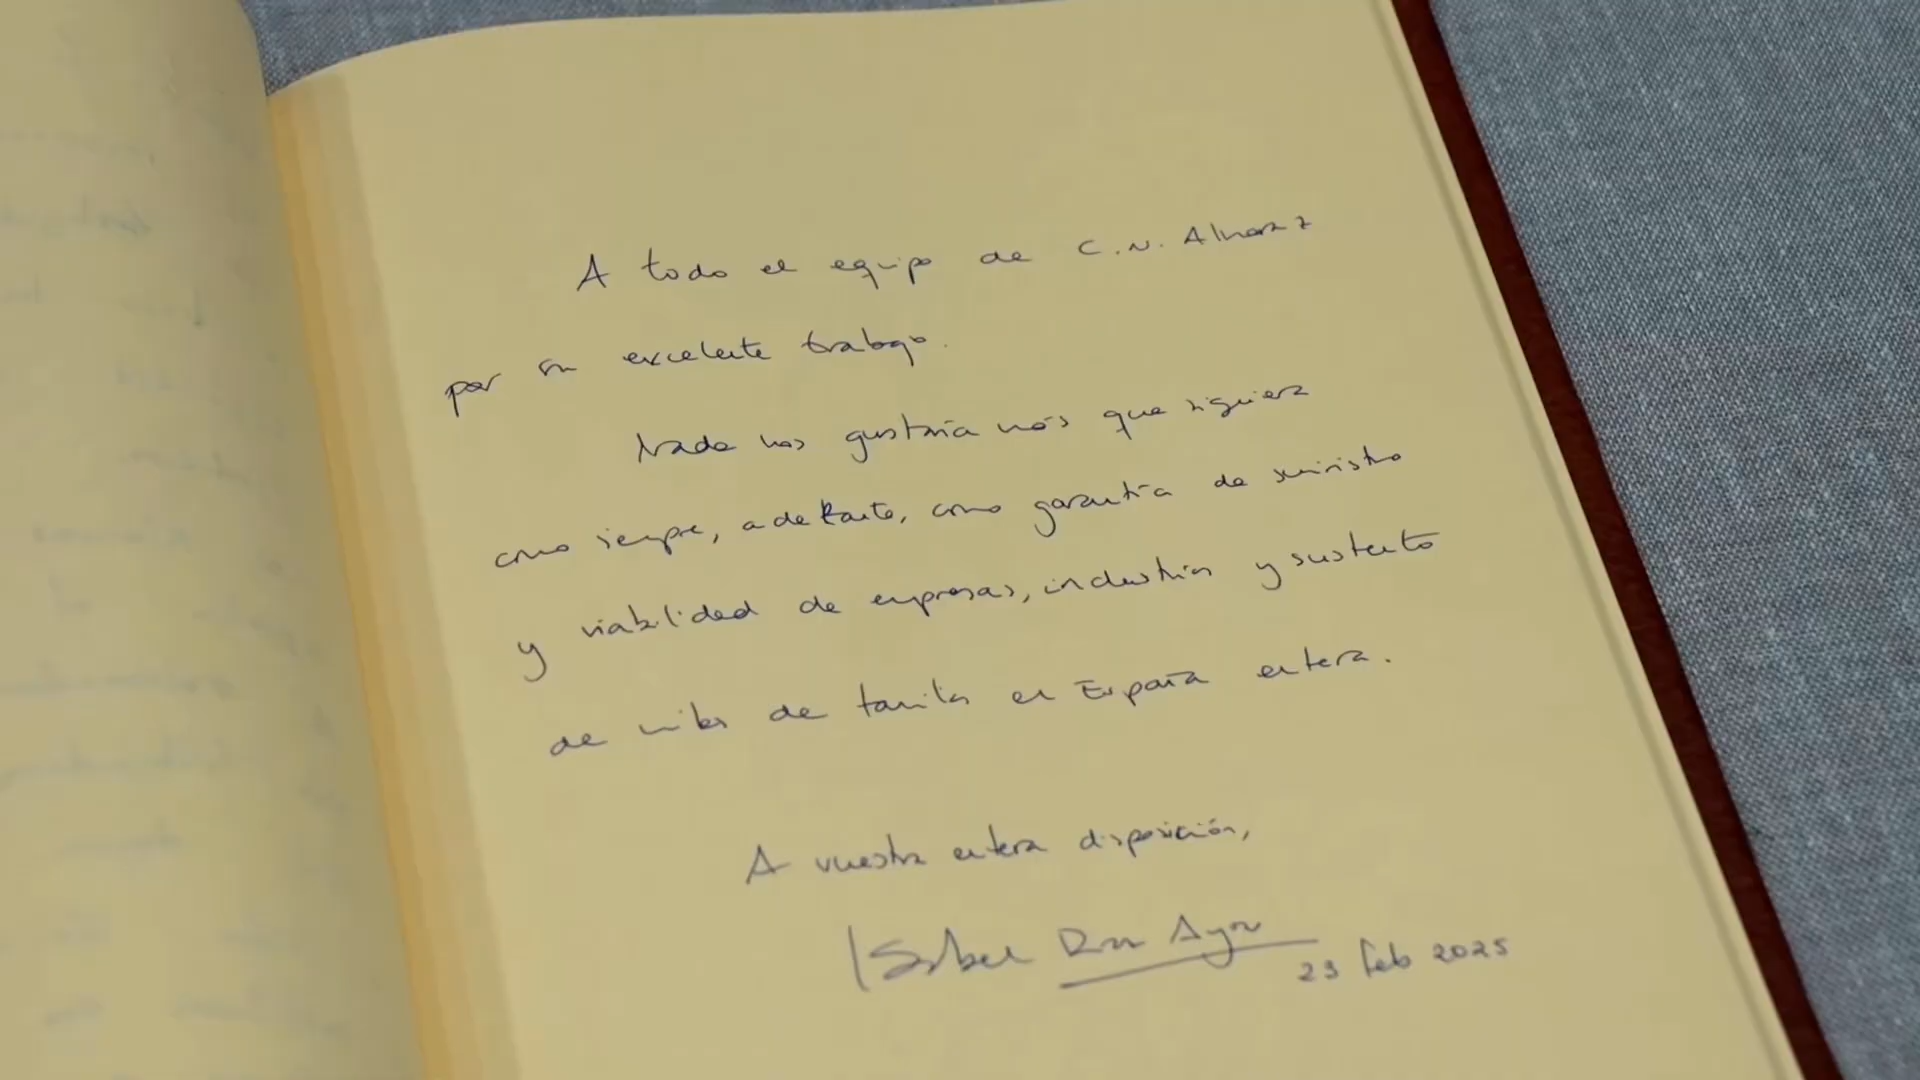 A todo el equipo de C.N. Almaraz
por su excelente trabajo.
Nada nos gustaría más que siguiera
como siempre, adelante, como garantía de suministro
y viabilidad de empresas, industrias y sustento
de miles de familias en España entera.
A vuestra entera disposición,
Isabel Díaz Ayuso
23 feb 2025